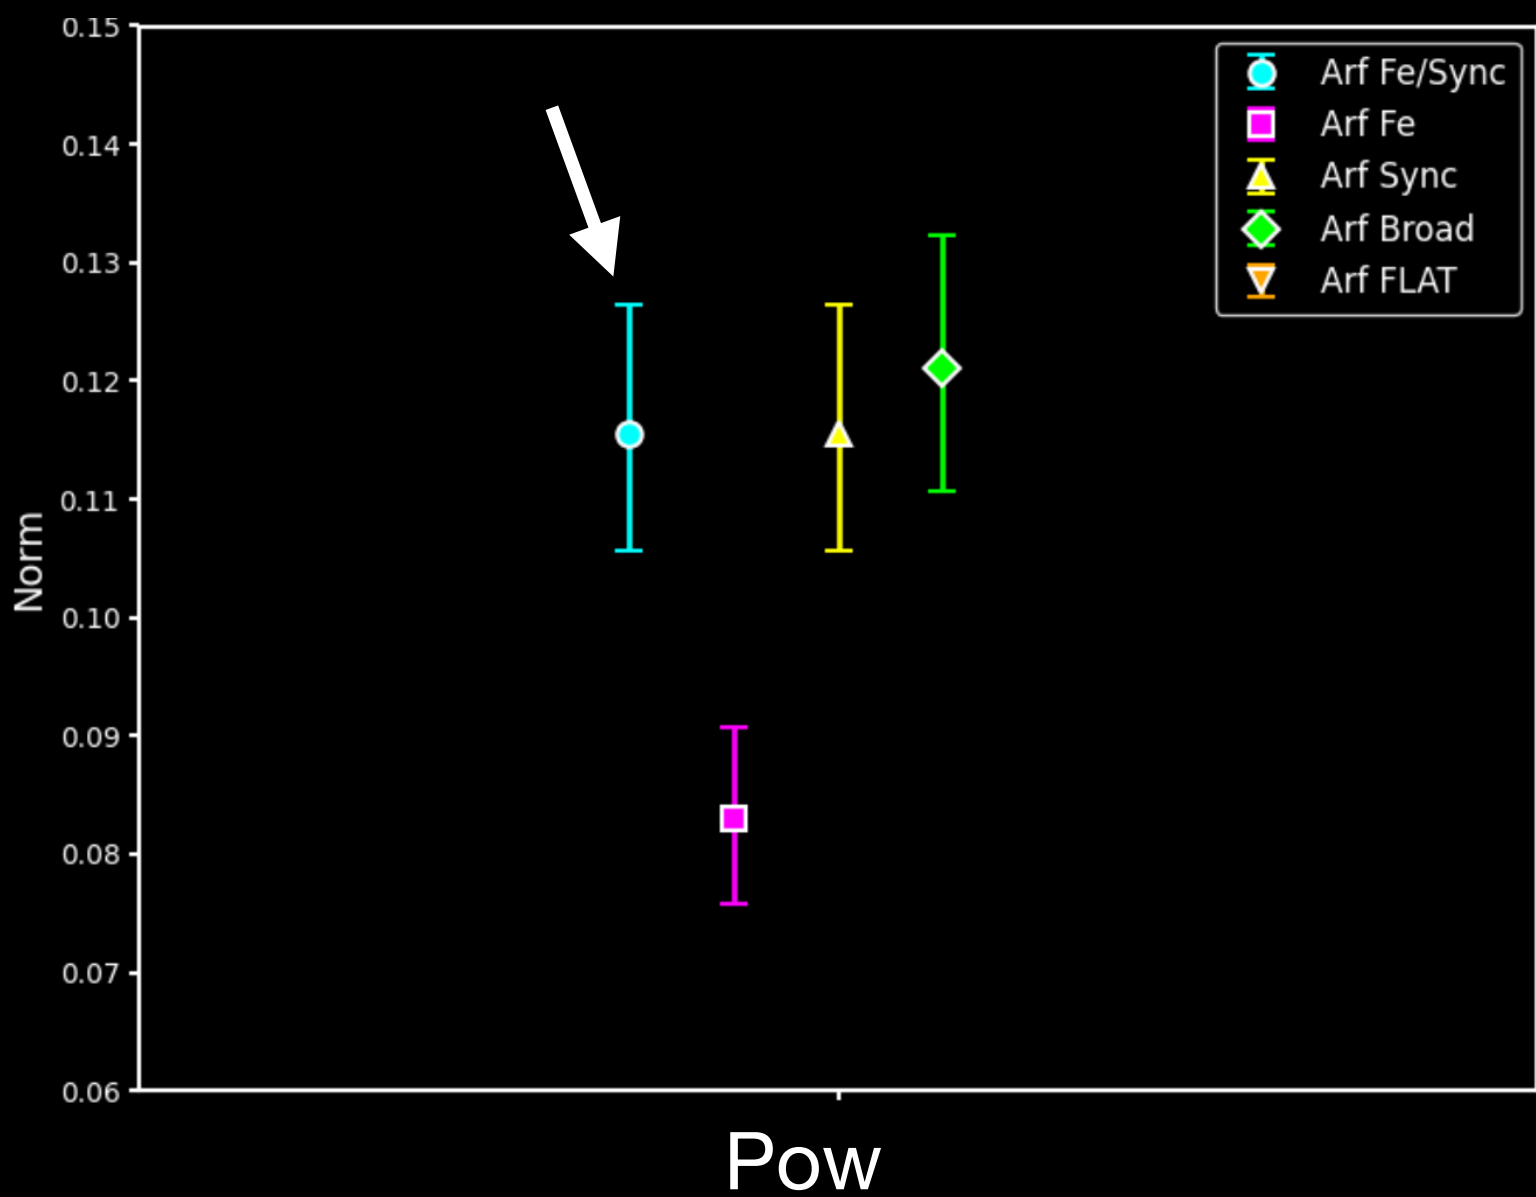 0.15
0.14
0.13
0.12
0.11
0.10
0.09
0.08
0.07
0.06
Norm
Arf Fe/Sync
Arf Fe
Arf Sync
Arf Broad
Arf FLAT
Pow